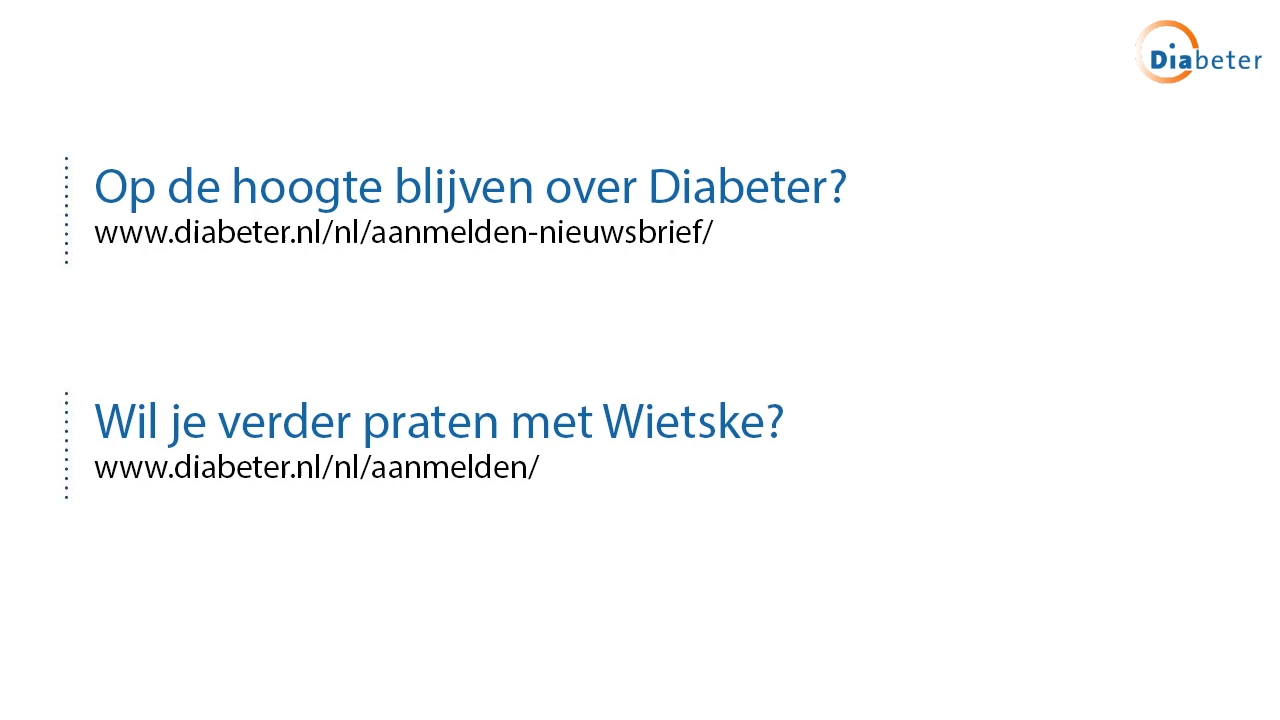 Diabeter
Op de hoogte blijven over Diabeter?
www.diabeter.nl/nl/aanmelden-nieuwsbrief/
Wil je verder praten met Wietske?
www.diabeter.nl/nl/aanmelden/